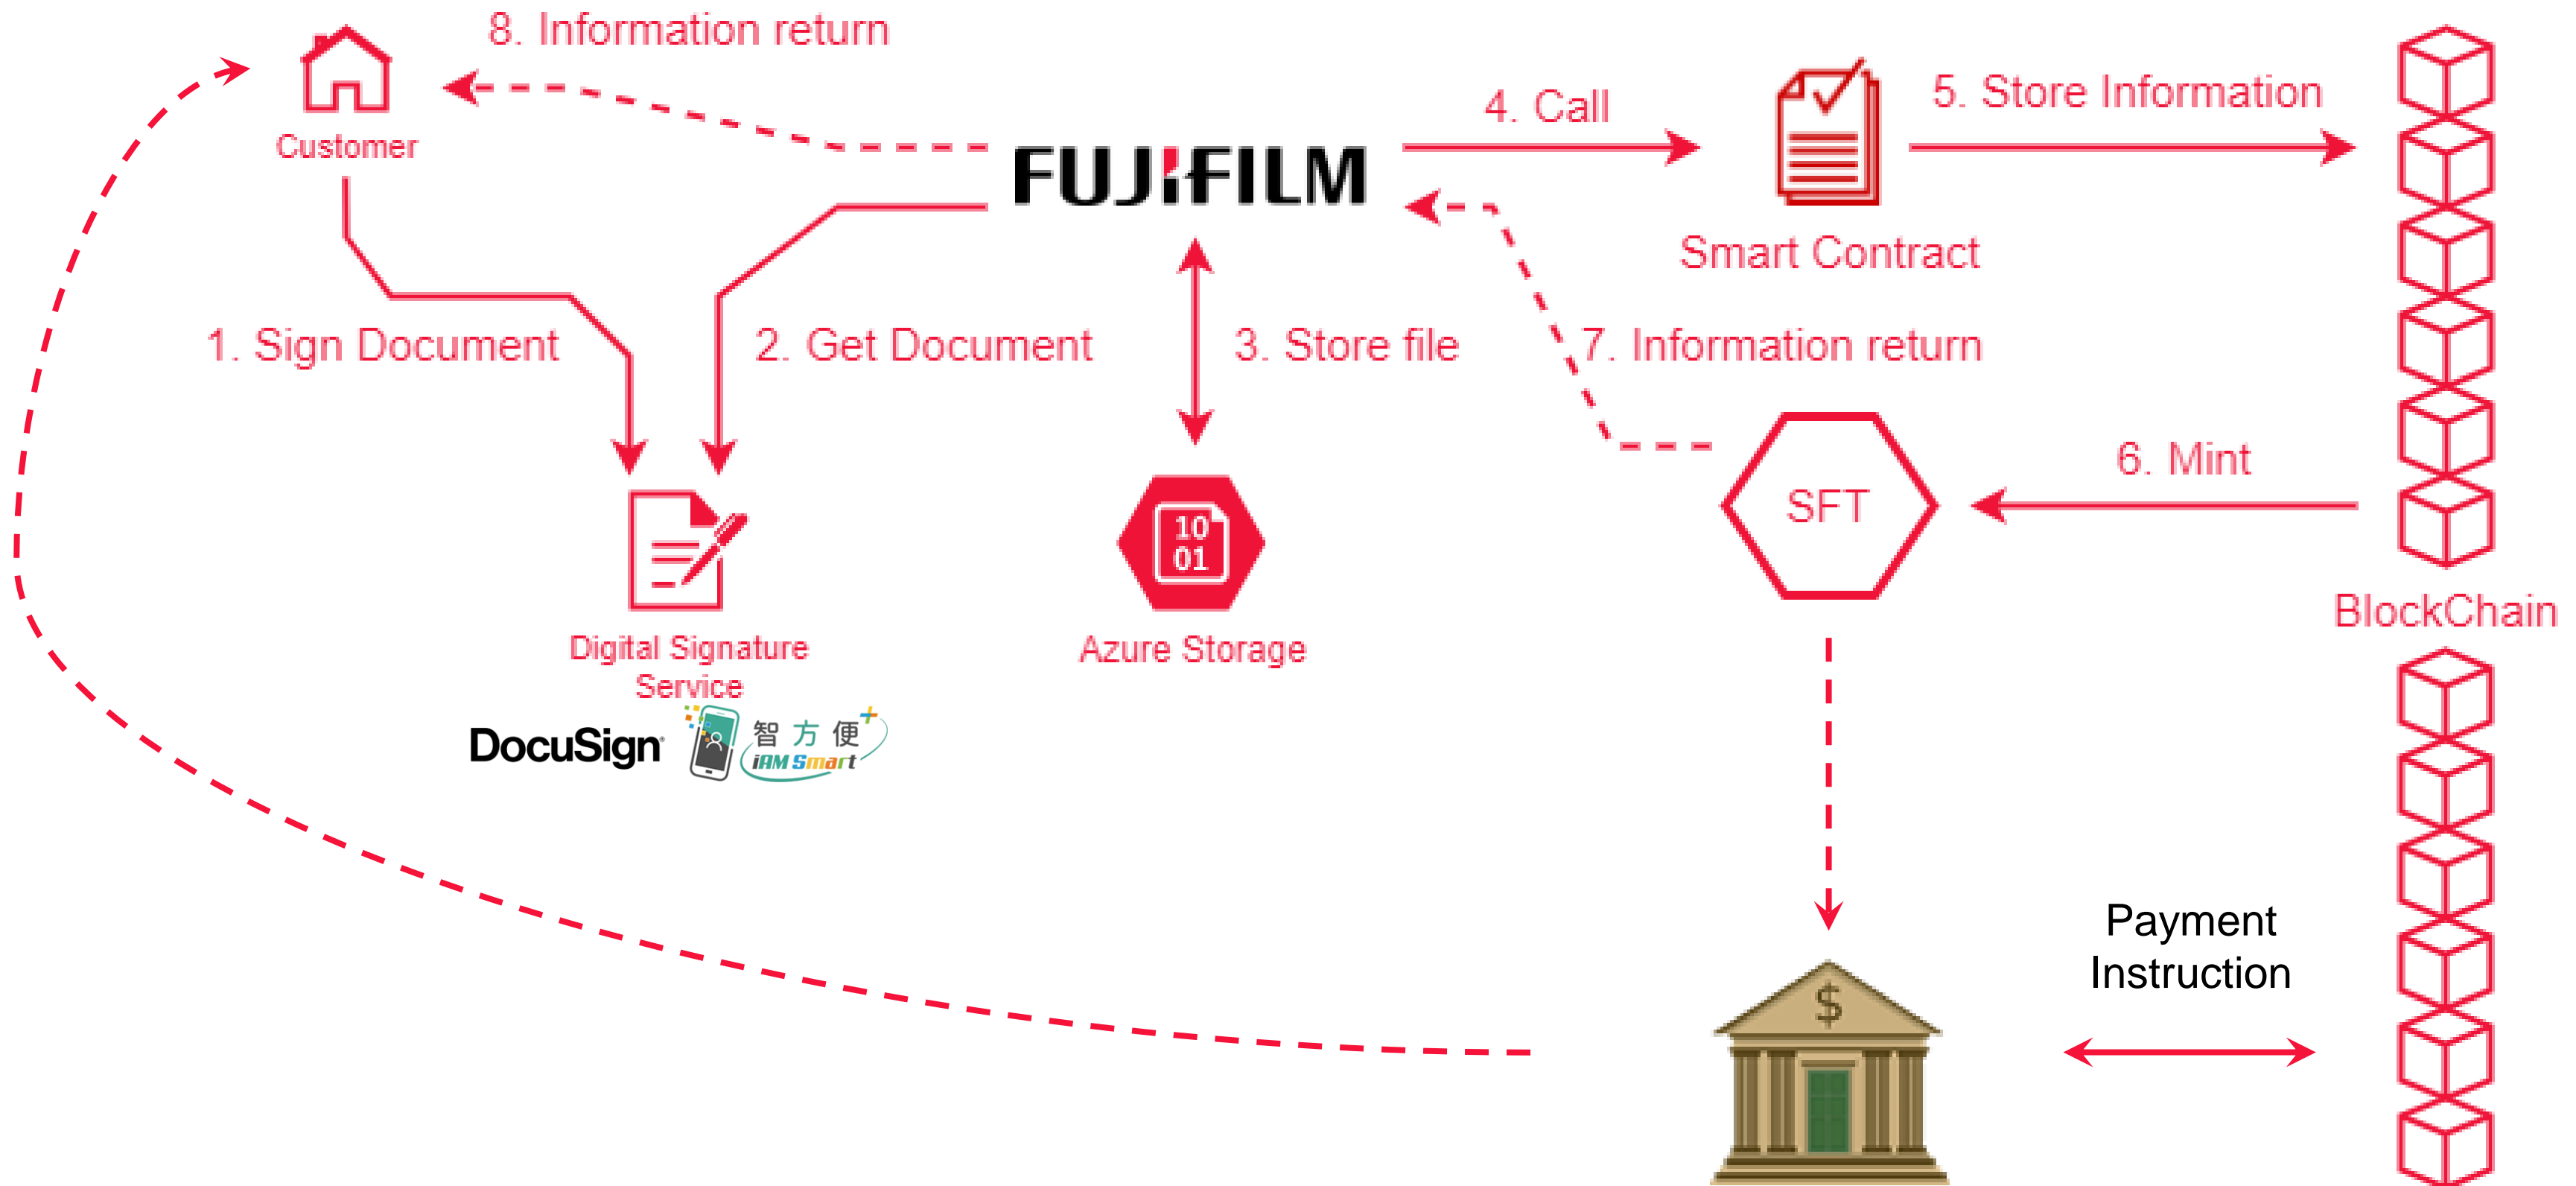 8. Information return
Customer
FUJIFILM
4. Call
5. Store Information
Smart Contract
1. Sign Document
2. Get Document
3. Store file
7. Information return
6. Mint
SFT
10
01
BlockChain
Digital Signature
Service
Azure Storage
DocuSign
智方便+
iAM Smart
Payment
Instruction
$